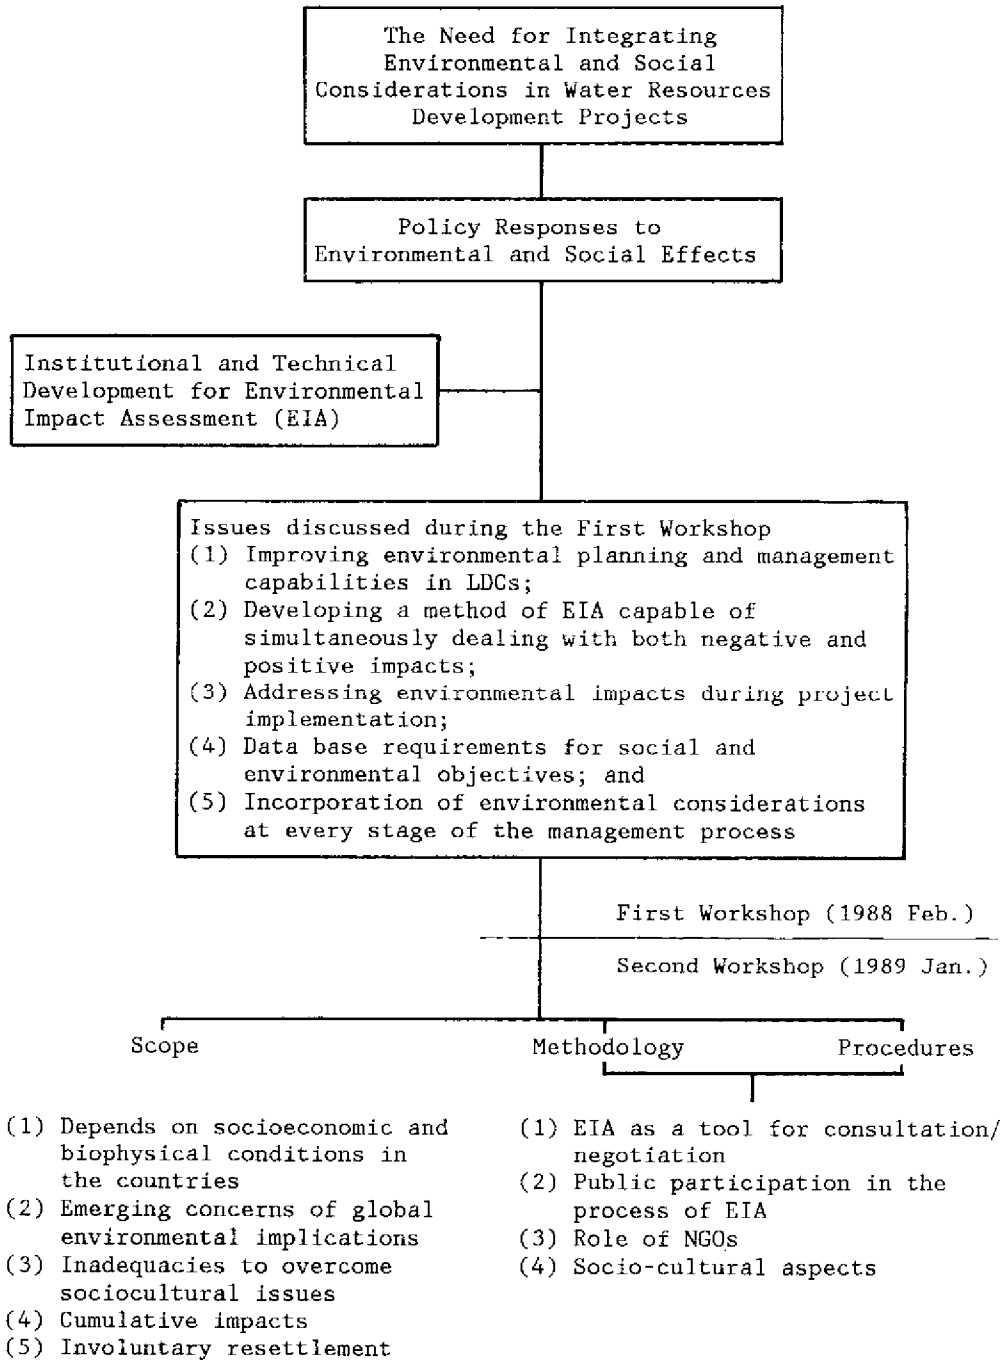 The Need for Integrating
Environmental and Social
Considerations in Water Resources
Development Projects
Policy Responses to
Environmental and Social Effects
Institutional and Technical
Development for Environmental
Impact Assessment (EIA)
Issues discussed during the First Workshop
(1) Improving environmental planning and management
capabilities in LDCs;
(2) Developing a method of EIA capable of
simultaneously dealing with both negative and
positive impacts;
(3) Addressing environmental impacts during project
implementation;
(4) Data base requirements for social and
environmental objectives; and
(5) Incorporation of environmental considerations
at every stage of the management process
First Workshop (1988 Feb.)
Second Workshop (1989 Jan.)
Scope
Methodology
Procedures
(1) Depends on socioeconomic and
biophysical conditions in
the countries
(2) Emerging concerns of global
environmental implications
(3) Inadequacies to overcome
sociocultural issues
(4) Cumulative impacts
(5) Involuntary resettlement
(1) EIA as a tool for consultation/
negotiation
(2) Public participation in the
process of EIA
(3) Role of NGOs
(4) Socio-cultural aspects